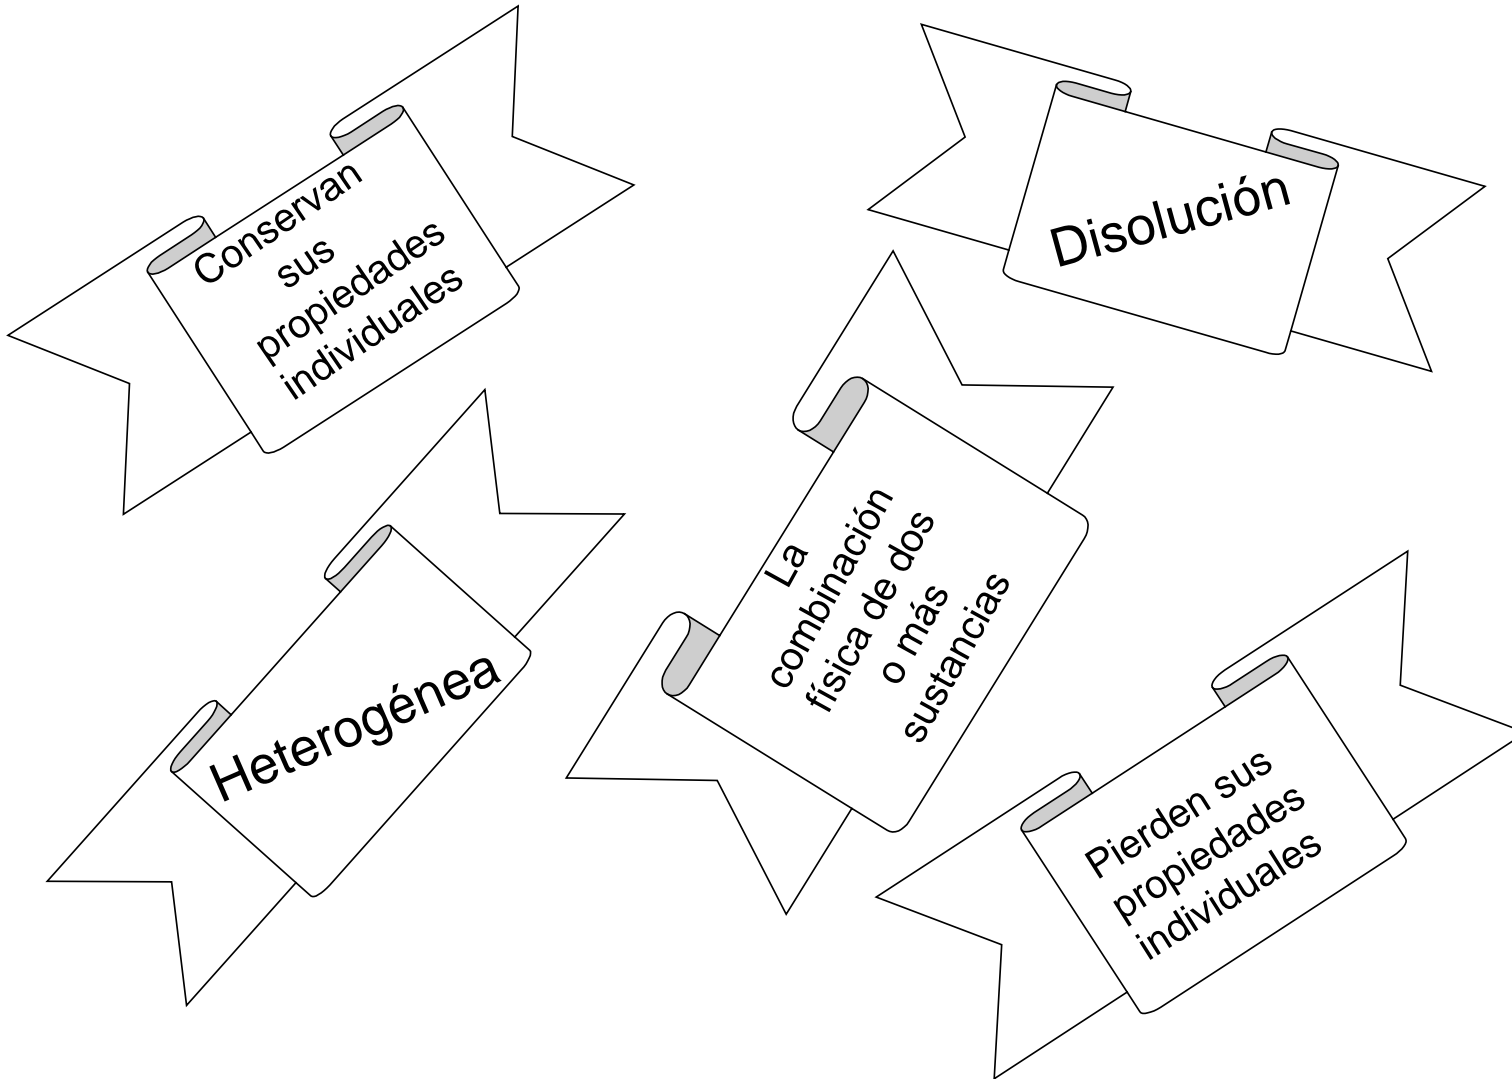 Conservan
sus
propiedades
individuales
Disolución
La
combinación
física de dos
o más
sustancias
Heterogénea
Pierden sus
propiedades
individuales